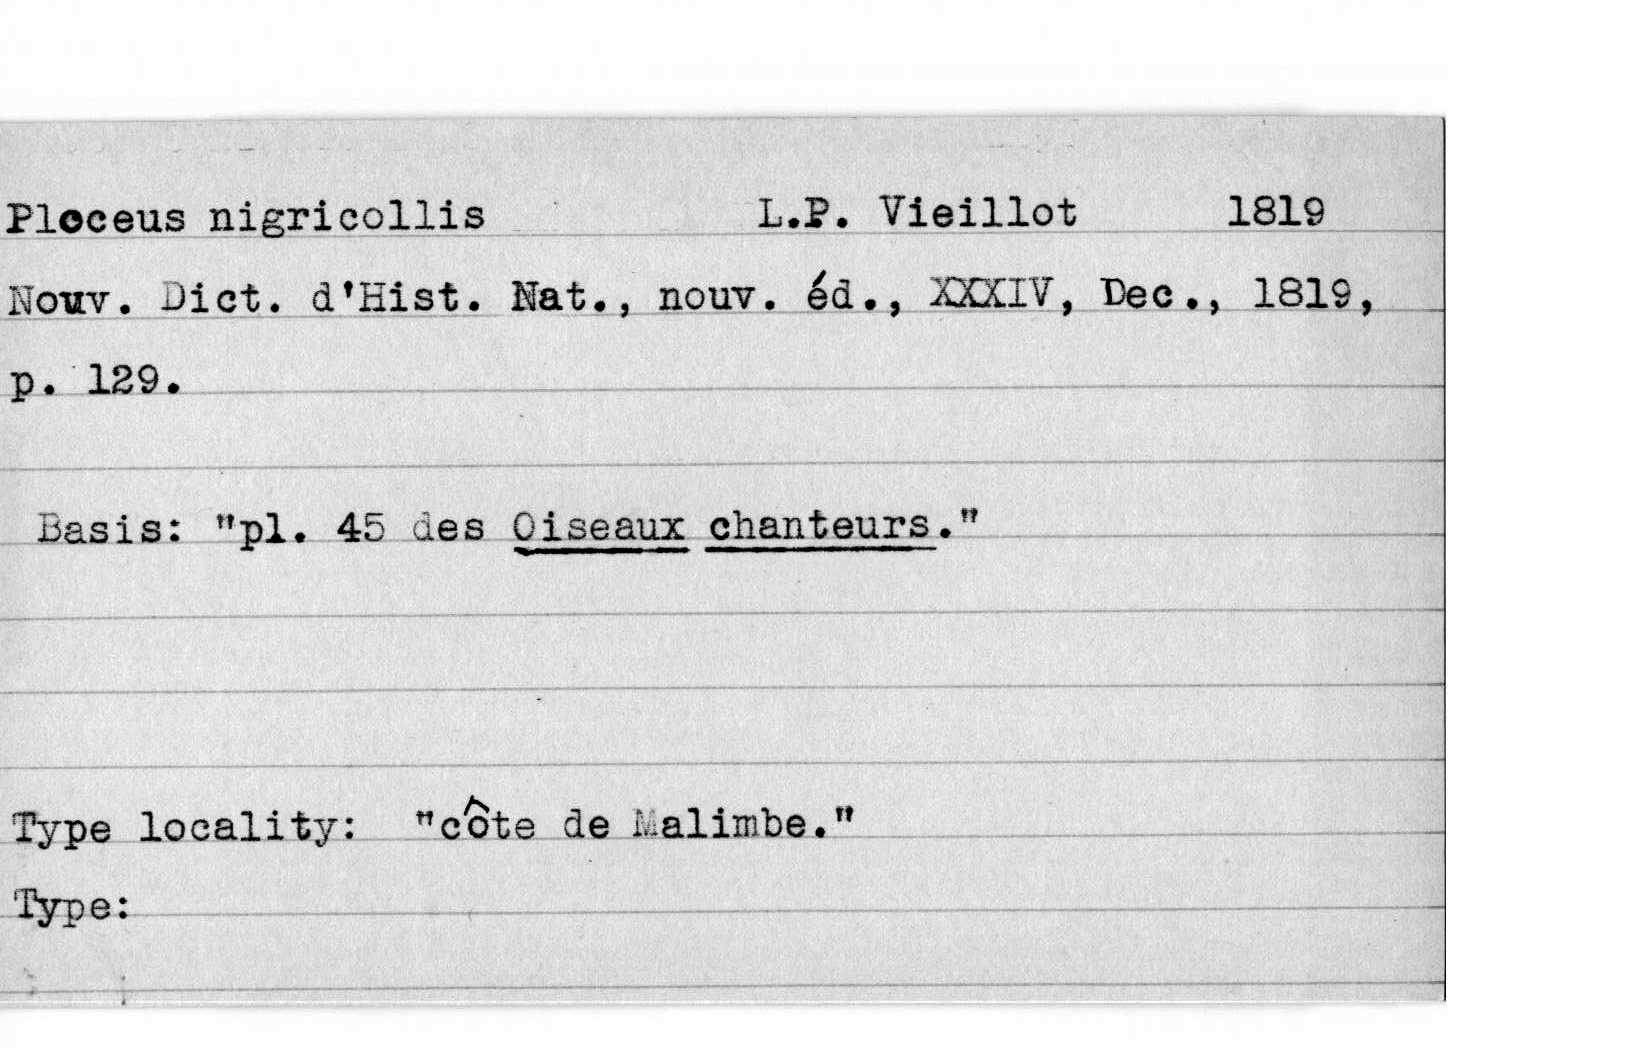 Ploceus nigricollis L.P. Vieillot 1819
Nouv. Dict. d'Hist. Nat., nouv. éd., XXXIV, Dec., 1819,
p. 129.
Basis: "pl. 45 des Oiseaux chanteurs."
Type locality: "côte de Malimbe."
Type: